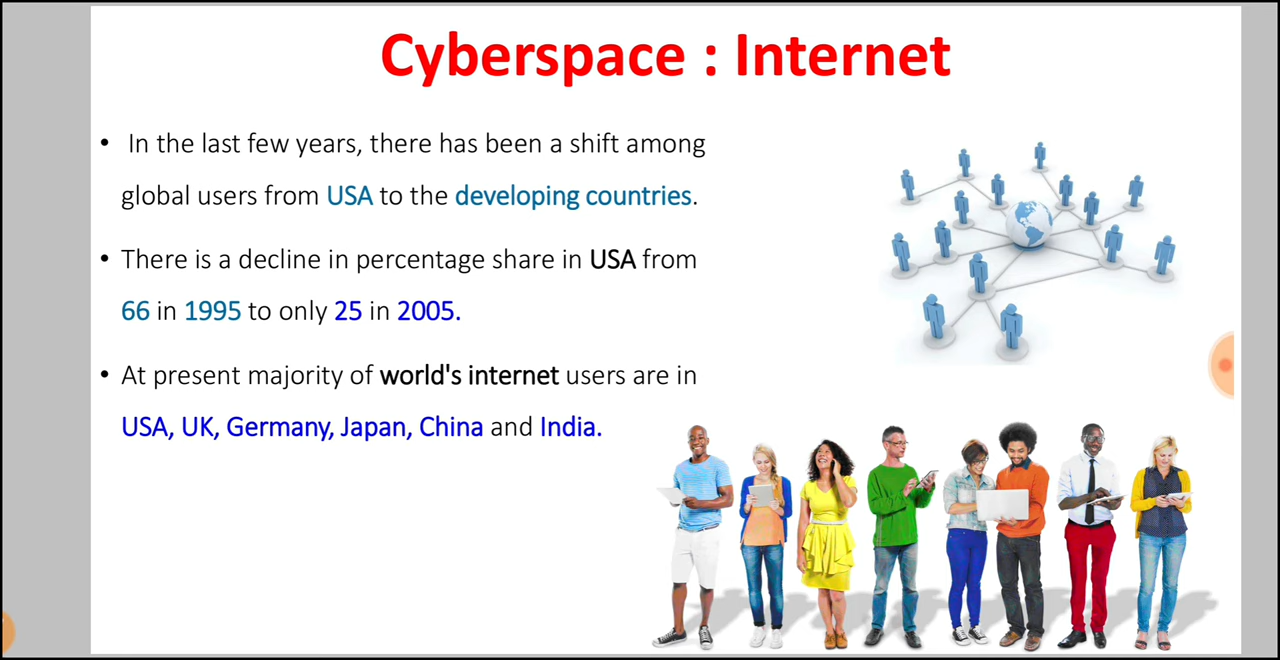 Cyberspace : Internet
• In the last few years, there has been a shift among
global users from USA to the developing countries.
• There is a decline in percentage share in USA from
66 in 1995 to only 25 in 2005.
• At present majority of world's internet users are in
USA, UK, Germany, Japan, China and India.